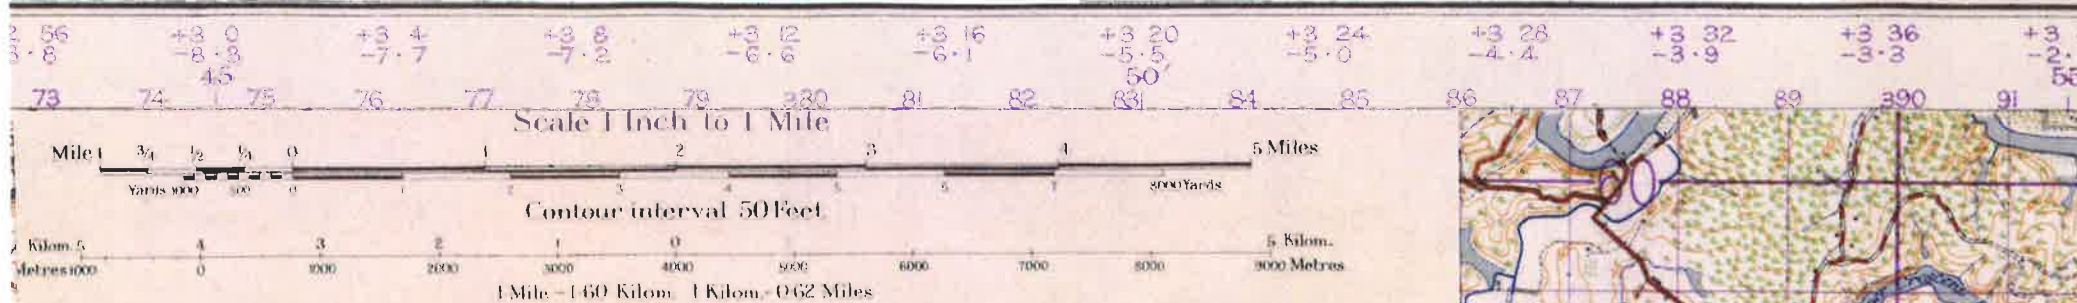 56 +3 0 +3 4 +3 8 +3 12 +3 16 +3 20 +3 24 +3 28 +3 32 +3 36 +3
8 -8·3 -7·7 -7·2 -6·6 -6·1 -5·5 -5·0 -4·4 -3·9 -3·3 -2·
45' 50' 55
73 74 75 76 77 78 79 380 81 82 83 84 85 86 87 88 89 390 91
Scale 1 Inch to 1 Mile
Mile 1 3/4 1/2 1/4 0 1 2 3 4 5 Miles
Yards 1000 500 0 1 2 3 4 5 6 7 8000 Yards
Contour interval 50 Feet
Kilom. 5 4 3 2 1 0 5 Kilom.
Metres 1000 0 1000 2000 3000 4000 5000 6000 7000 8000 9000 Metres
1 Mile - 1·60 Kilom. 1 Kilom. - 0·62 Miles